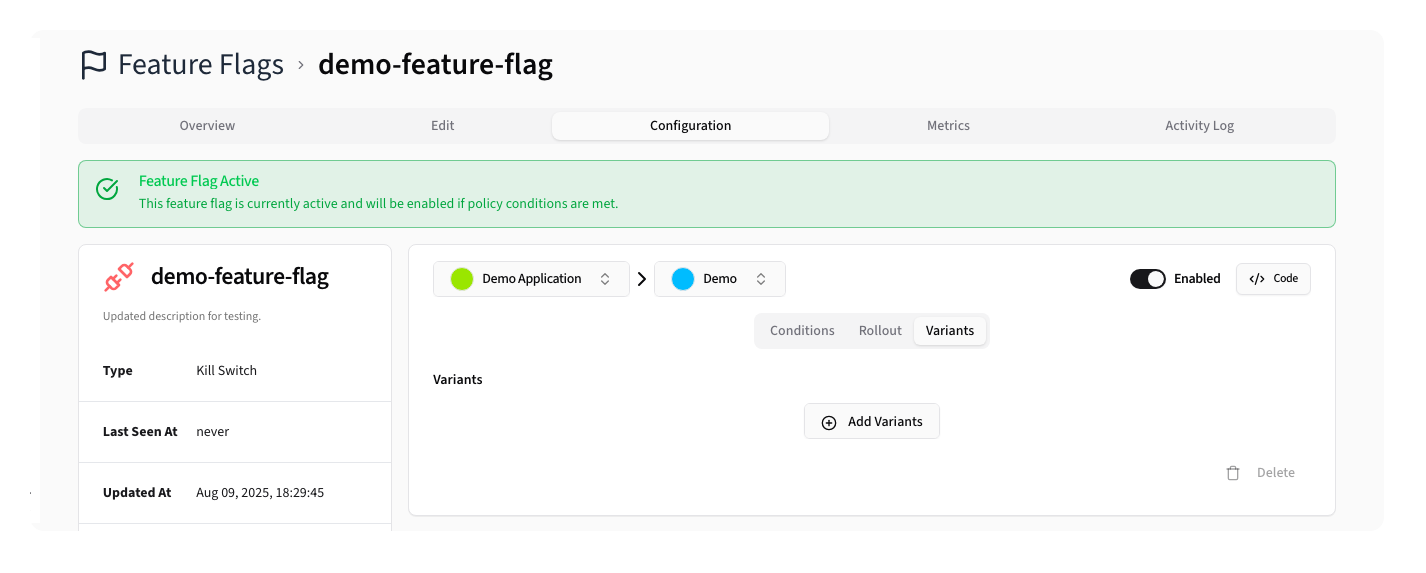 Feature Flags › demo-feature-flag
Overview Edit Configuration Metrics Activity Log
Feature Flag Active
This feature flag is currently active and will be enabled if policy conditions are met.
demo-feature-flag
Updated description for testing.
Type Kill Switch
Last Seen At never
Updated At Aug 09, 2025, 18:29:45
Demo Application Demo Enabled </> Code
Conditions Rollout Variants
Variants
Add Variants
Delete